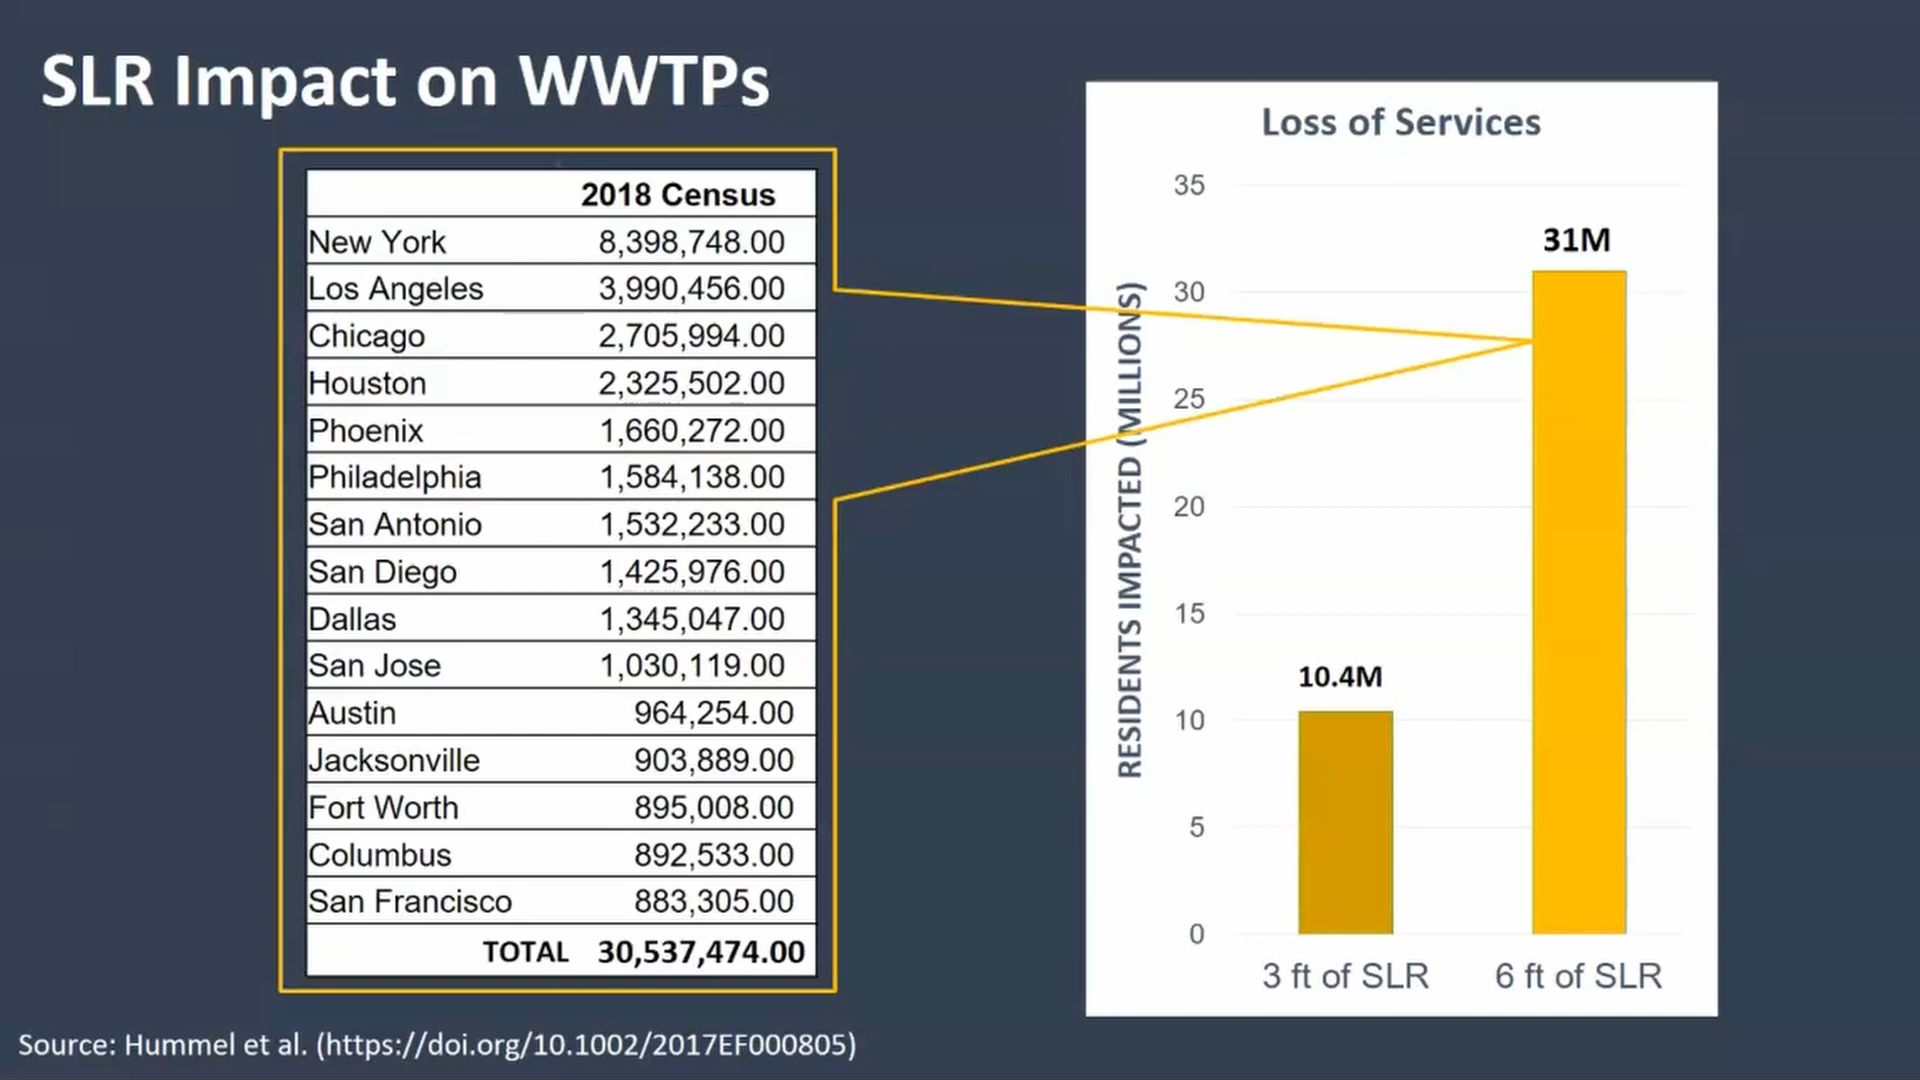 SLR Impact on WWTPs
2018 Census
New York 8,398,748.00
Los Angeles 3,990,456.00
Chicago 2,705,994.00
Houston 2,325,502.00
Phoenix 1,660,272.00
Philadelphia 1,584,138.00
San Antonio 1,532,233.00
San Diego 1,425,976.00
Dallas 1,345,047.00
San Jose 1,030,119.00
Austin 964,254.00
Jacksonville 903,889.00
Fort Worth 895,008.00
Columbus 892,533.00
San Francisco 883,305.00
TOTAL 30,537,474.00
Loss of Services
RESIDENTS IMPACTED (MILLIONS)
35
30
25
20
15
10
5
0
10.4M
31M
3 ft of SLR
6 ft of SLR
Source: Hummel et al. (https://doi.org/10.1002/2017EF000805)